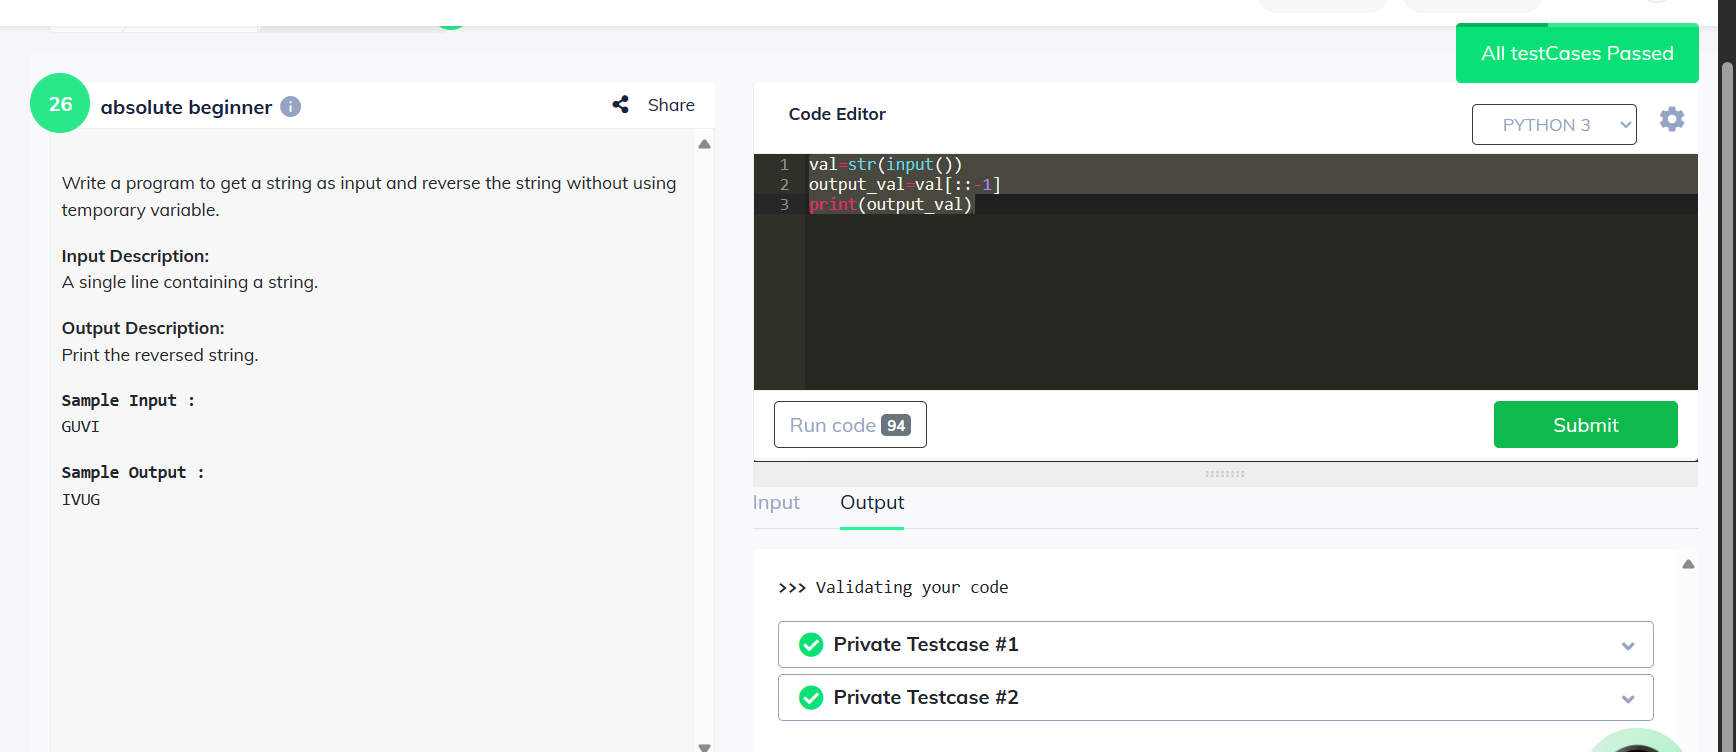 All testCases Passed
26
absolute beginner
i
Share
Write a program to get a string as input and reverse the string without using
temporary variable.
Input Description:
A single line containing a string.
Output Description:
Print the reversed string.
Sample Input :
GUVI
Sample Output :
IVUG
Code Editor
PYTHON 3
1 val=str(input())
2 output_val=val[::-1]
3 print(output_val)
Run code 94
Submit
Input Output
>>> Validating your code
Private Testcase #1
Private Testcase #2